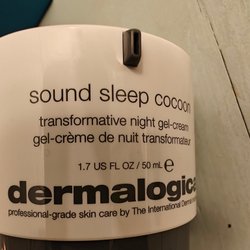 sound sleep cocoon
transformative night gel-cream
gel-crème de nuit transformateur
1.7 US FL OZ / 50 mL ℮
dermalogica
professional-grade skin care by The International Dermal